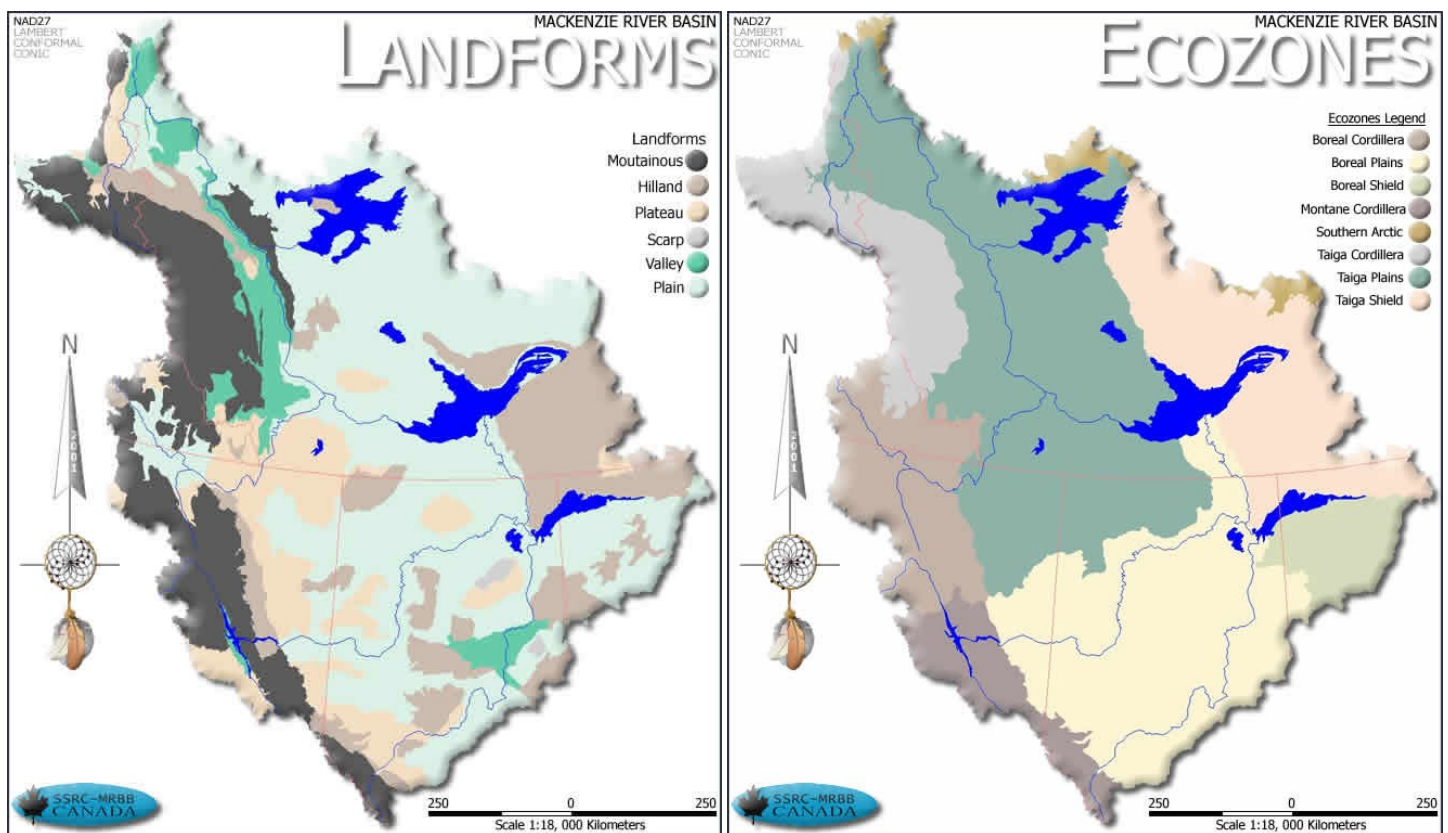 NAD27
LAMBERT
CONFORMAL
CONIC
MACKENZIE RIVER BASIN
LANDFORMS
Landforms
Moutainous
Hilland
Plateau
Scarp
Valley
Plain
N
2001
SSRC-MRBB
CANADA
250 0 250
Scale 1:18, 000 Kilometers
NAD27
LAMBERT
CONFORMAL
CONIC
MACKENZIE RIVER BASIN
ECOZONES
Ecozones Legend
Boreal Cordillera
Boreal Plains
Boreal Shield
Montane Cordillera
Southern Arctic
Taiga Cordillera
Taiga Plains
Taiga Shield
N
2001
SSRC-MRBB
CANADA
250 0 250
Scale 1:18, 000 Kilometers